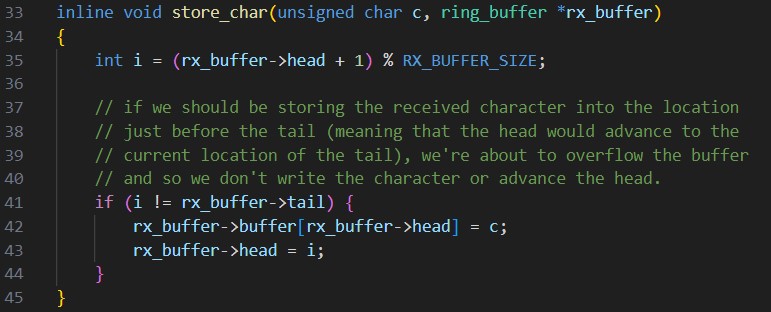 33 inline void store_char(unsigned char c, ring_buffer *rx_buffer)
34 {
35     int i = (rx_buffer->head + 1) % RX_BUFFER_SIZE;
36
37     // if we should be storing the received character into the location
38     // just before the tail (meaning that the head would advance to the
39     // current location of the tail), we're about to overflow the buffer
40     // and so we don't write the character or advance the head.
41     if (i != rx_buffer->tail) {
42         rx_buffer->buffer[rx_buffer->head] = c;
43         rx_buffer->head = i;
44     }
45 }